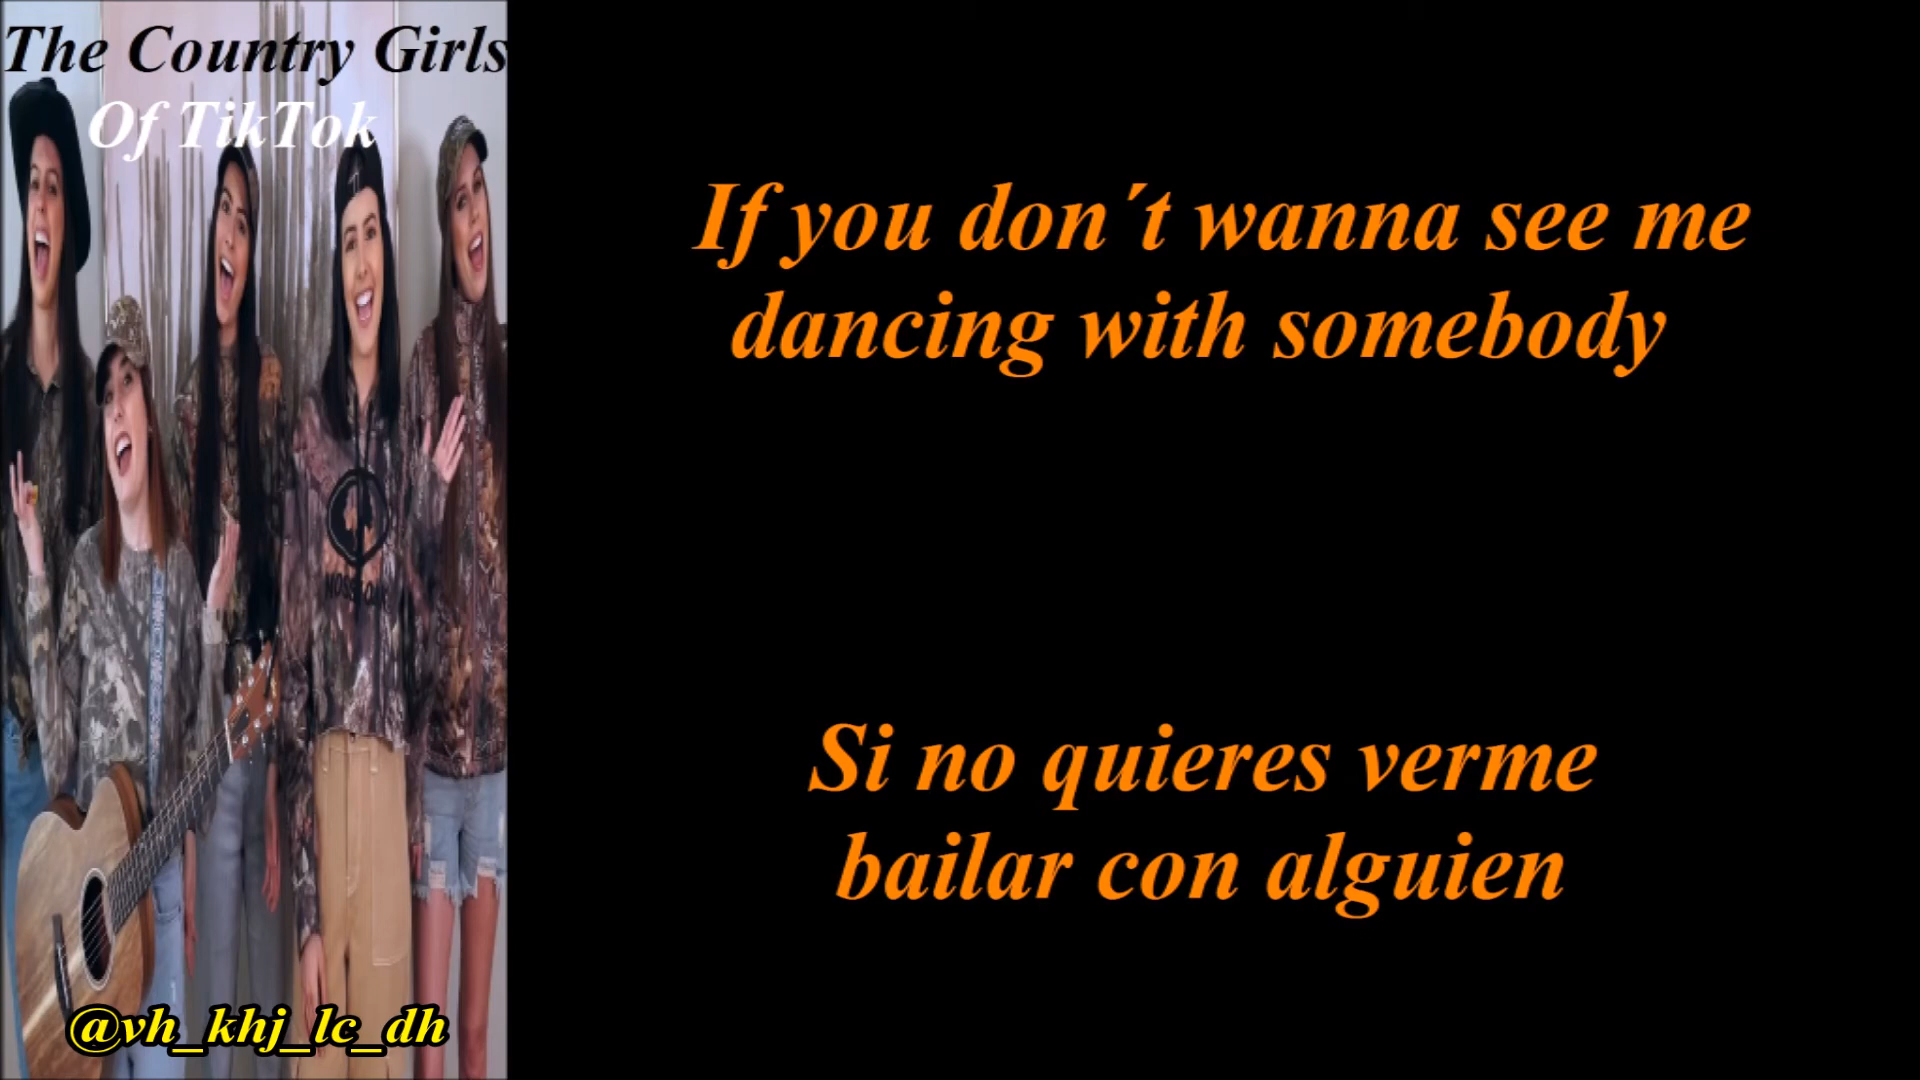 The Country Girls
Of TikTok
If you don´t wanna see me
dancing with somebody
Si no quieres verme
bailar con alguien
@vh_khj_lc_dh